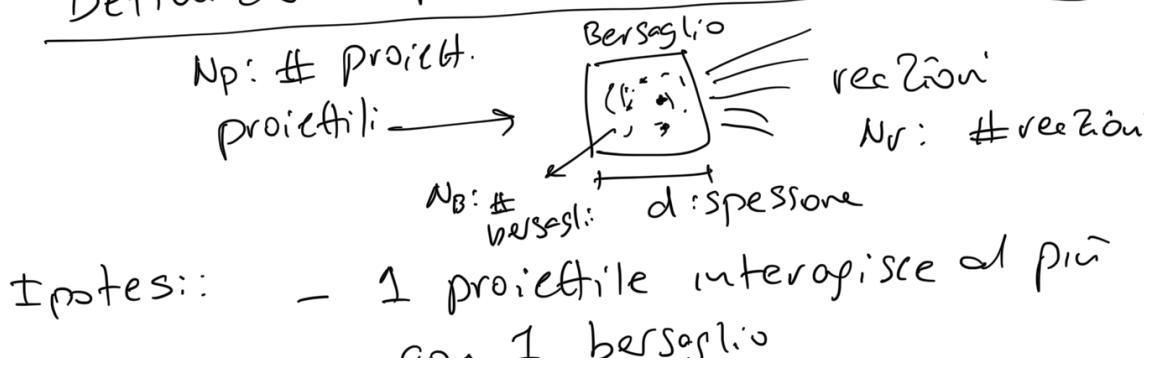 Bersaglio
Np: # proiett.
proiettili
reazioni
Nr: # reazioni
NB: #
bersagli
d: spessore
Ipotesi: - 1 proiettile interagisce al più
con 1 bersaglio